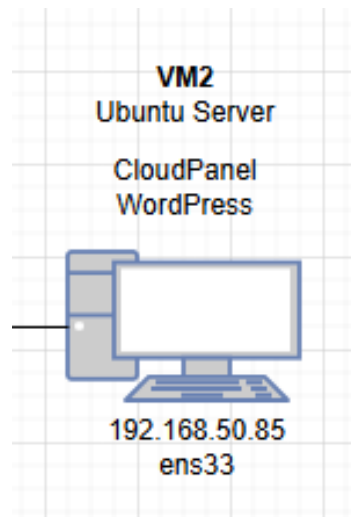 VM2
Ubuntu Server
CloudPanel
WordPress
192.168.50.85
ens33